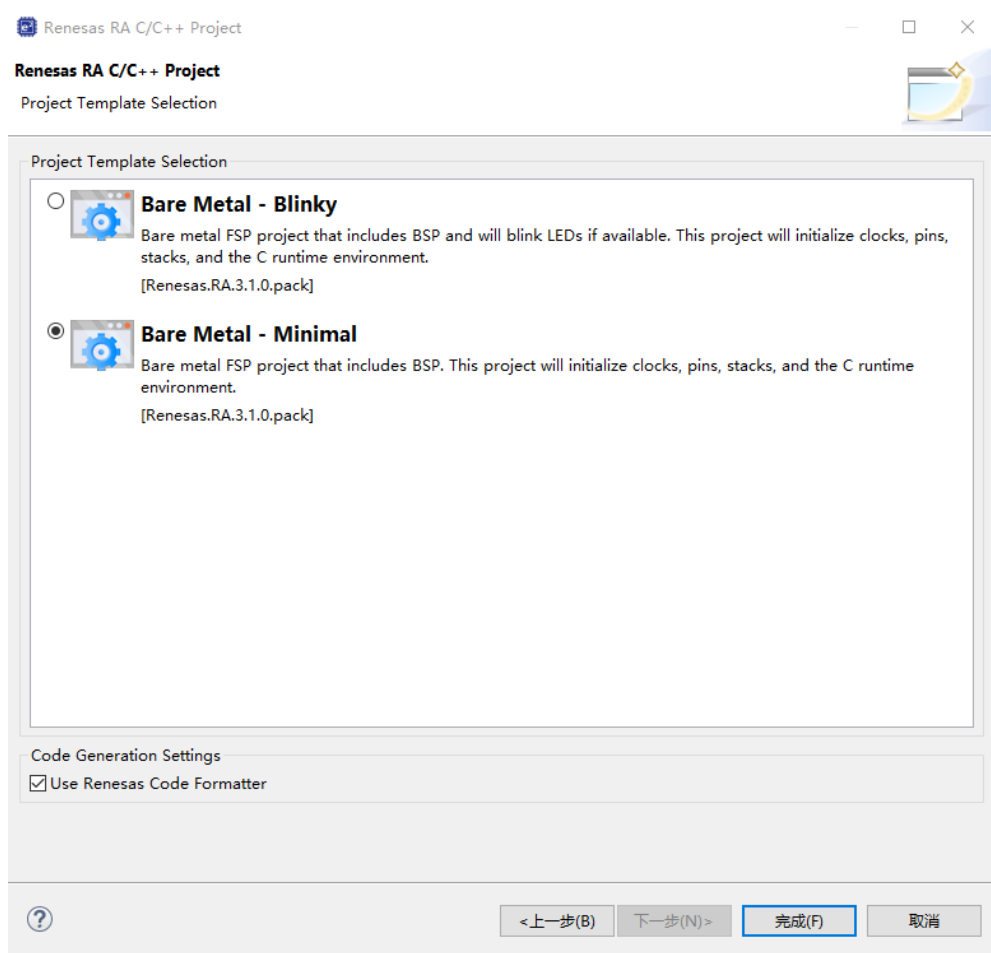 Renesas RA C/C++ Project
Renesas RA C/C++ Project
Project Template Selection
Project Template Selection
Bare Metal - Blinky
Bare metal FSP project that includes BSP and will blink LEDs if available. This project will initialize clocks, pins,
stacks, and the C runtime environment.
[Renesas.RA.3.1.0.pack]
Bare Metal - Minimal
Bare metal FSP project that includes BSP. This project will initialize clocks, pins, stacks, and the C runtime
environment.
[Renesas.RA.3.1.0.pack]
Code Generation Settings
Use Renesas Code Formatter
? <上一步(B) 下一步(N)> 完成(F) 取消